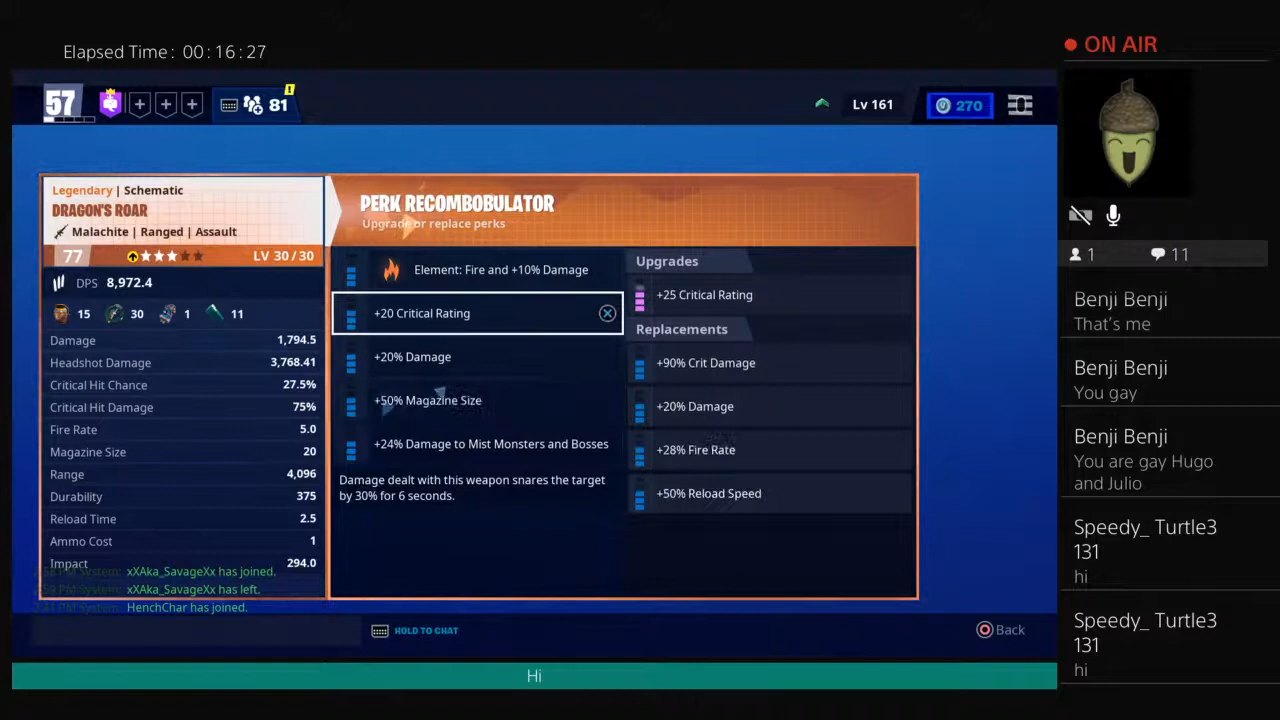 Elapsed Time: 00:16:27
ON AIR
57
81
!
Lv 161
270
Legendary | Schematic
DRAGON'S ROAR
Malachite | Ranged | Assault
77
LV 30/30
DPS 8,972.4
15 30 1 11
Damage 1,794.5
Headshot Damage 3,768.41
Critical Hit Chance 27.5%
Critical Hit Damage 75%
Fire Rate 5.0
Magazine Size 20
Range 4,096
Durability 375
Reload Time 2.5
Ammo Cost 1
Impact 294.0
PERK RECOMBOBULATOR
Upgrade or replace perks
Element: Fire and +10% Damage
+20 Critical Rating
+20% Damage
+50% Magazine Size
+24% Damage to Mist Monsters and Bosses
Damage dealt with this weapon snares the target
by 30% for 6 seconds.
Upgrades
+25 Critical Rating
Replacements
+90% Crit Damage
+20% Damage
+28% Fire Rate
+50% Reload Speed
System: xXAka_SavageXx has joined.
System: xXAka_SavageXx has left.
System: HenchChar has joined.
HOLD TO CHAT
Back
Hi
1 11
Benji Benji
That's me
Benji Benji
You gay
Benji Benji
You are gay Hugo
and Julio
Speedy_ Turtle3
131
hi
Speedy_ Turtle3
131
hi